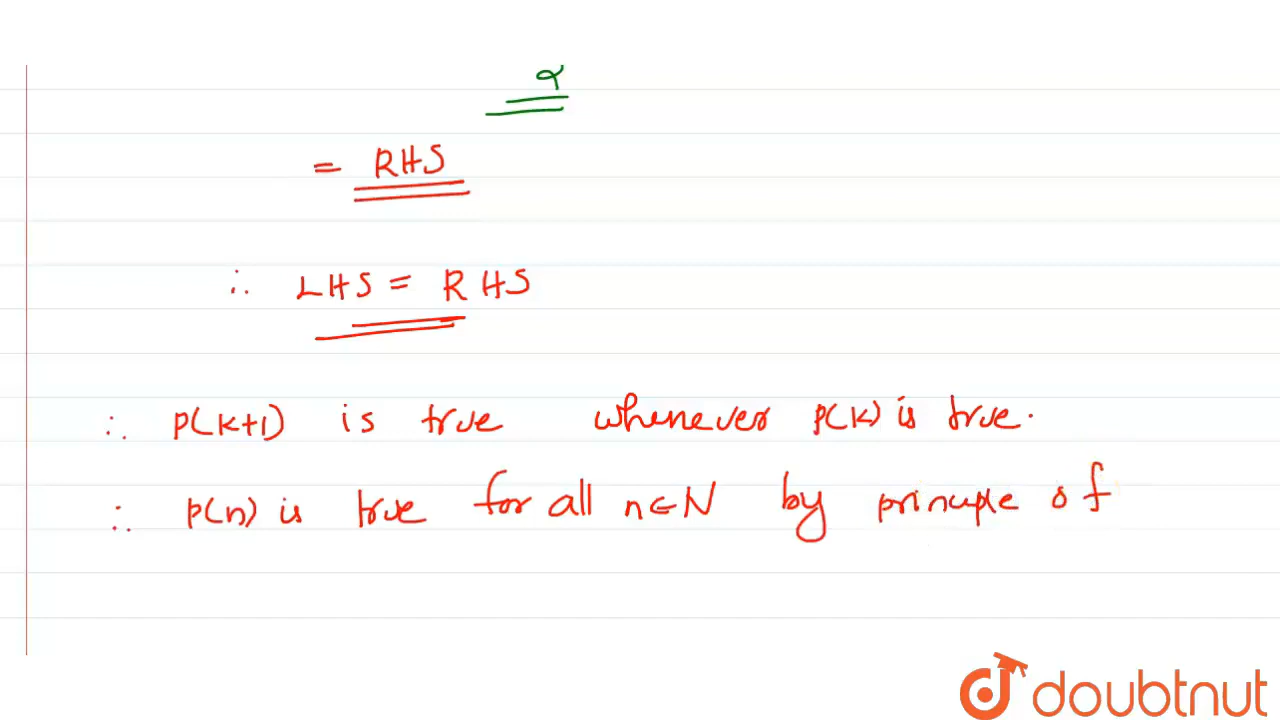 = RHS
∴ LHS = RHS
∴ P(k+1) is true whenever P(k) is true.
∴ P(n) is true for all n∈N by principle of
doubtnut